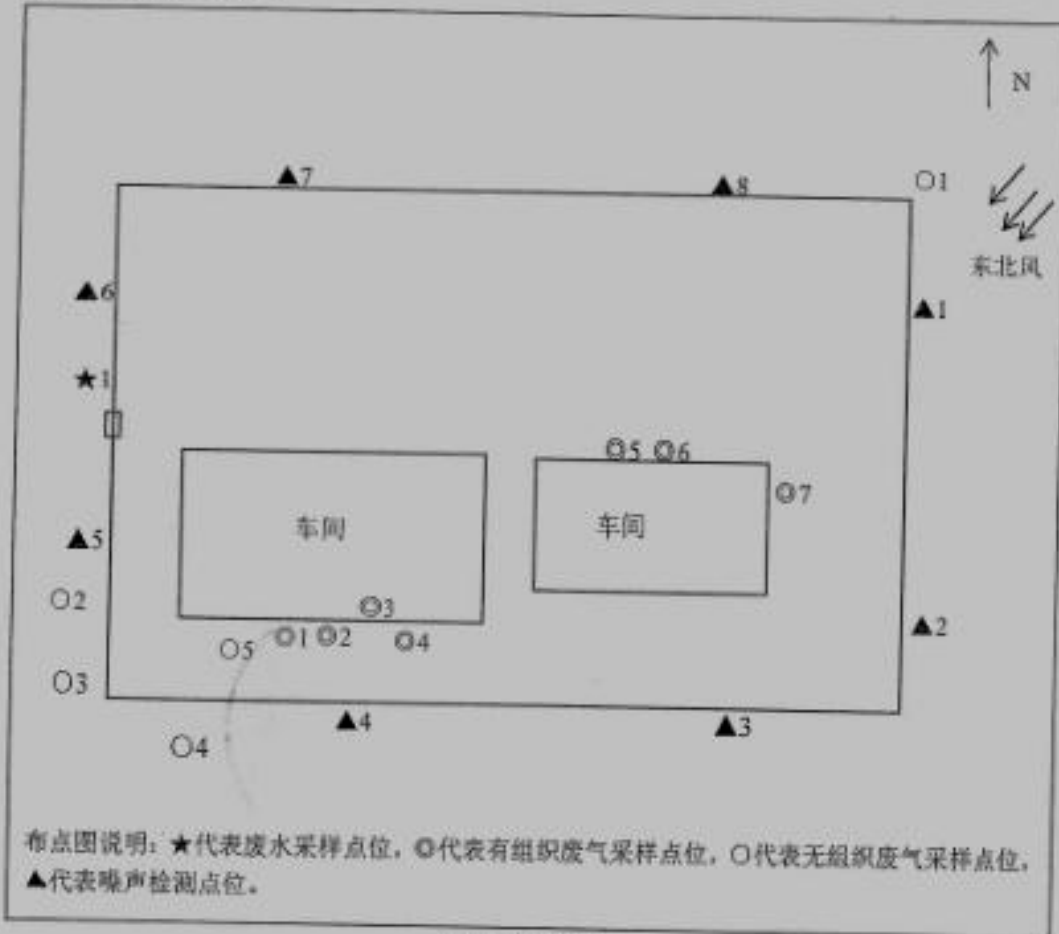 N
▲7
▲8
○1
东北风
▲6
▲1
★1
◎5 ◎6
◎7
车间
车间
▲5
○2
◎3
▲2
○5 ◎1 ◎2 ◎4
○3
▲4
▲3
○4
布点图说明：★代表废水采样点位，◎代表有组织废气采样点位，○代表无组织废气采样点位，
▲代表噪声检测点位。